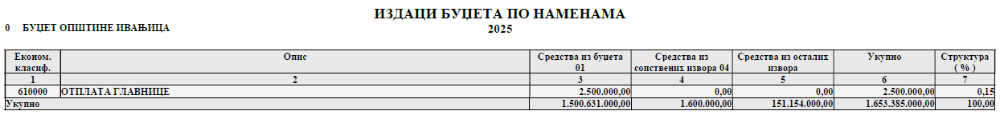 ИЗДАЦИ БУЏЕТА ПО НАМЕНАМА
0 БУЏЕТ ОПШТИНЕ ИВАЊИЦА
2025
Економ. класиф. Опис Средства из буџета 01 Средства из сопствених извора 04 Средства из осталих извора Укупно Структура ( % )
1 2 3 4 5 6 7
610000 ОТПЛАТА ГЛАВНИЦЕ 2.500.000,00 0,00 0,00 2.500.000,00 0,15
Укупно 1.500.631.000,00 1.600.000,00 151.154.000,00 1.653.385.000,00 100,00